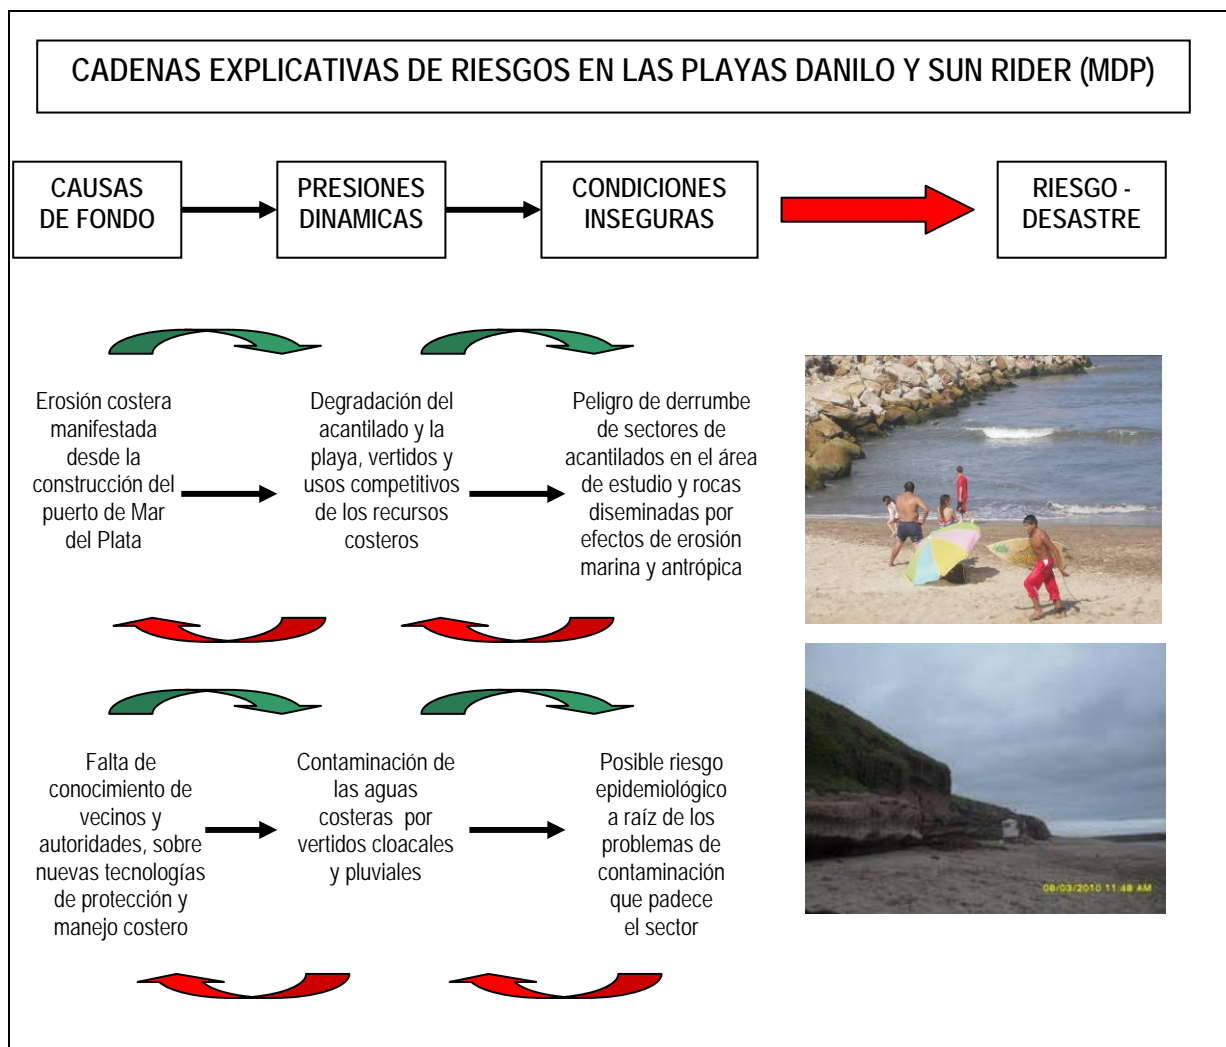 CADENAS EXPLICATIVAS DE RIESGOS EN LAS PLAYAS DANILO Y SUN RIDER (MDP)
CAUSAS
DE FONDO
PRESIONES
DINAMICAS
CONDICIONES
INSEGURAS
RIESGO -
DESASTRE
Erosión costera
manifestada
desde la
construcción del
puerto de Mar
del Plata
Degradación del
acantilado y la
playa, vertidos y
usos competitivos
de los recursos
costeros
Peligro de derrumbe
de sectores de
acantilados en el área
de estudio y rocas
diseminadas por
efectos de erosión
marina y antrópica
Falta de
conocimiento de
vecinos y
autoridades, sobre
nuevas tecnologías
de protección y
manejo costero
Contaminación de
las aguas
costeras por
vertidos cloacales
y pluviales
Posible riesgo
epidemiológico
a raíz de los
problemas de
contaminación
que padece
el sector
08/03/2010 11:48 AM